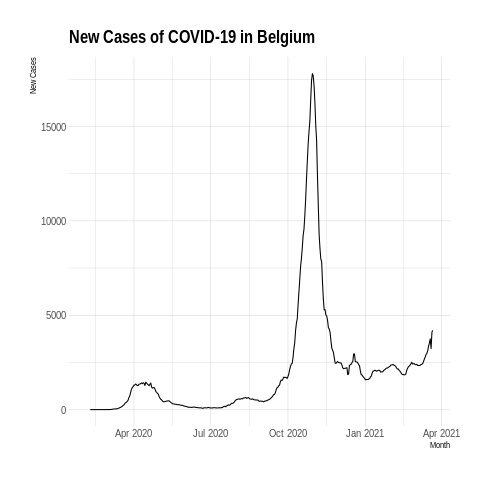 New Cases of COVID-19 in Belgium
New Cases
15000
10000
5000
0
Apr 2020 Jul 2020 Oct 2020 Jan 2021 Apr 2021
Month